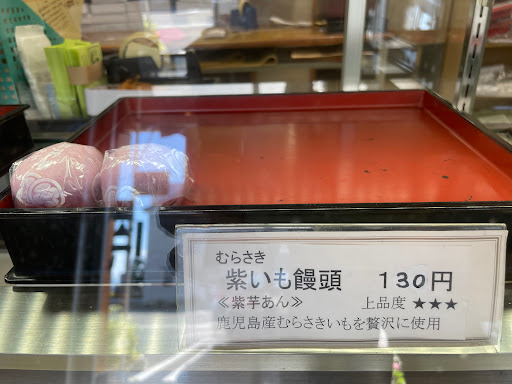 むらさき
紫いも饅頭　130円
≪紫芋あん≫　上品度 ★★★
鹿児島産むらさきいもを贅沢に使用